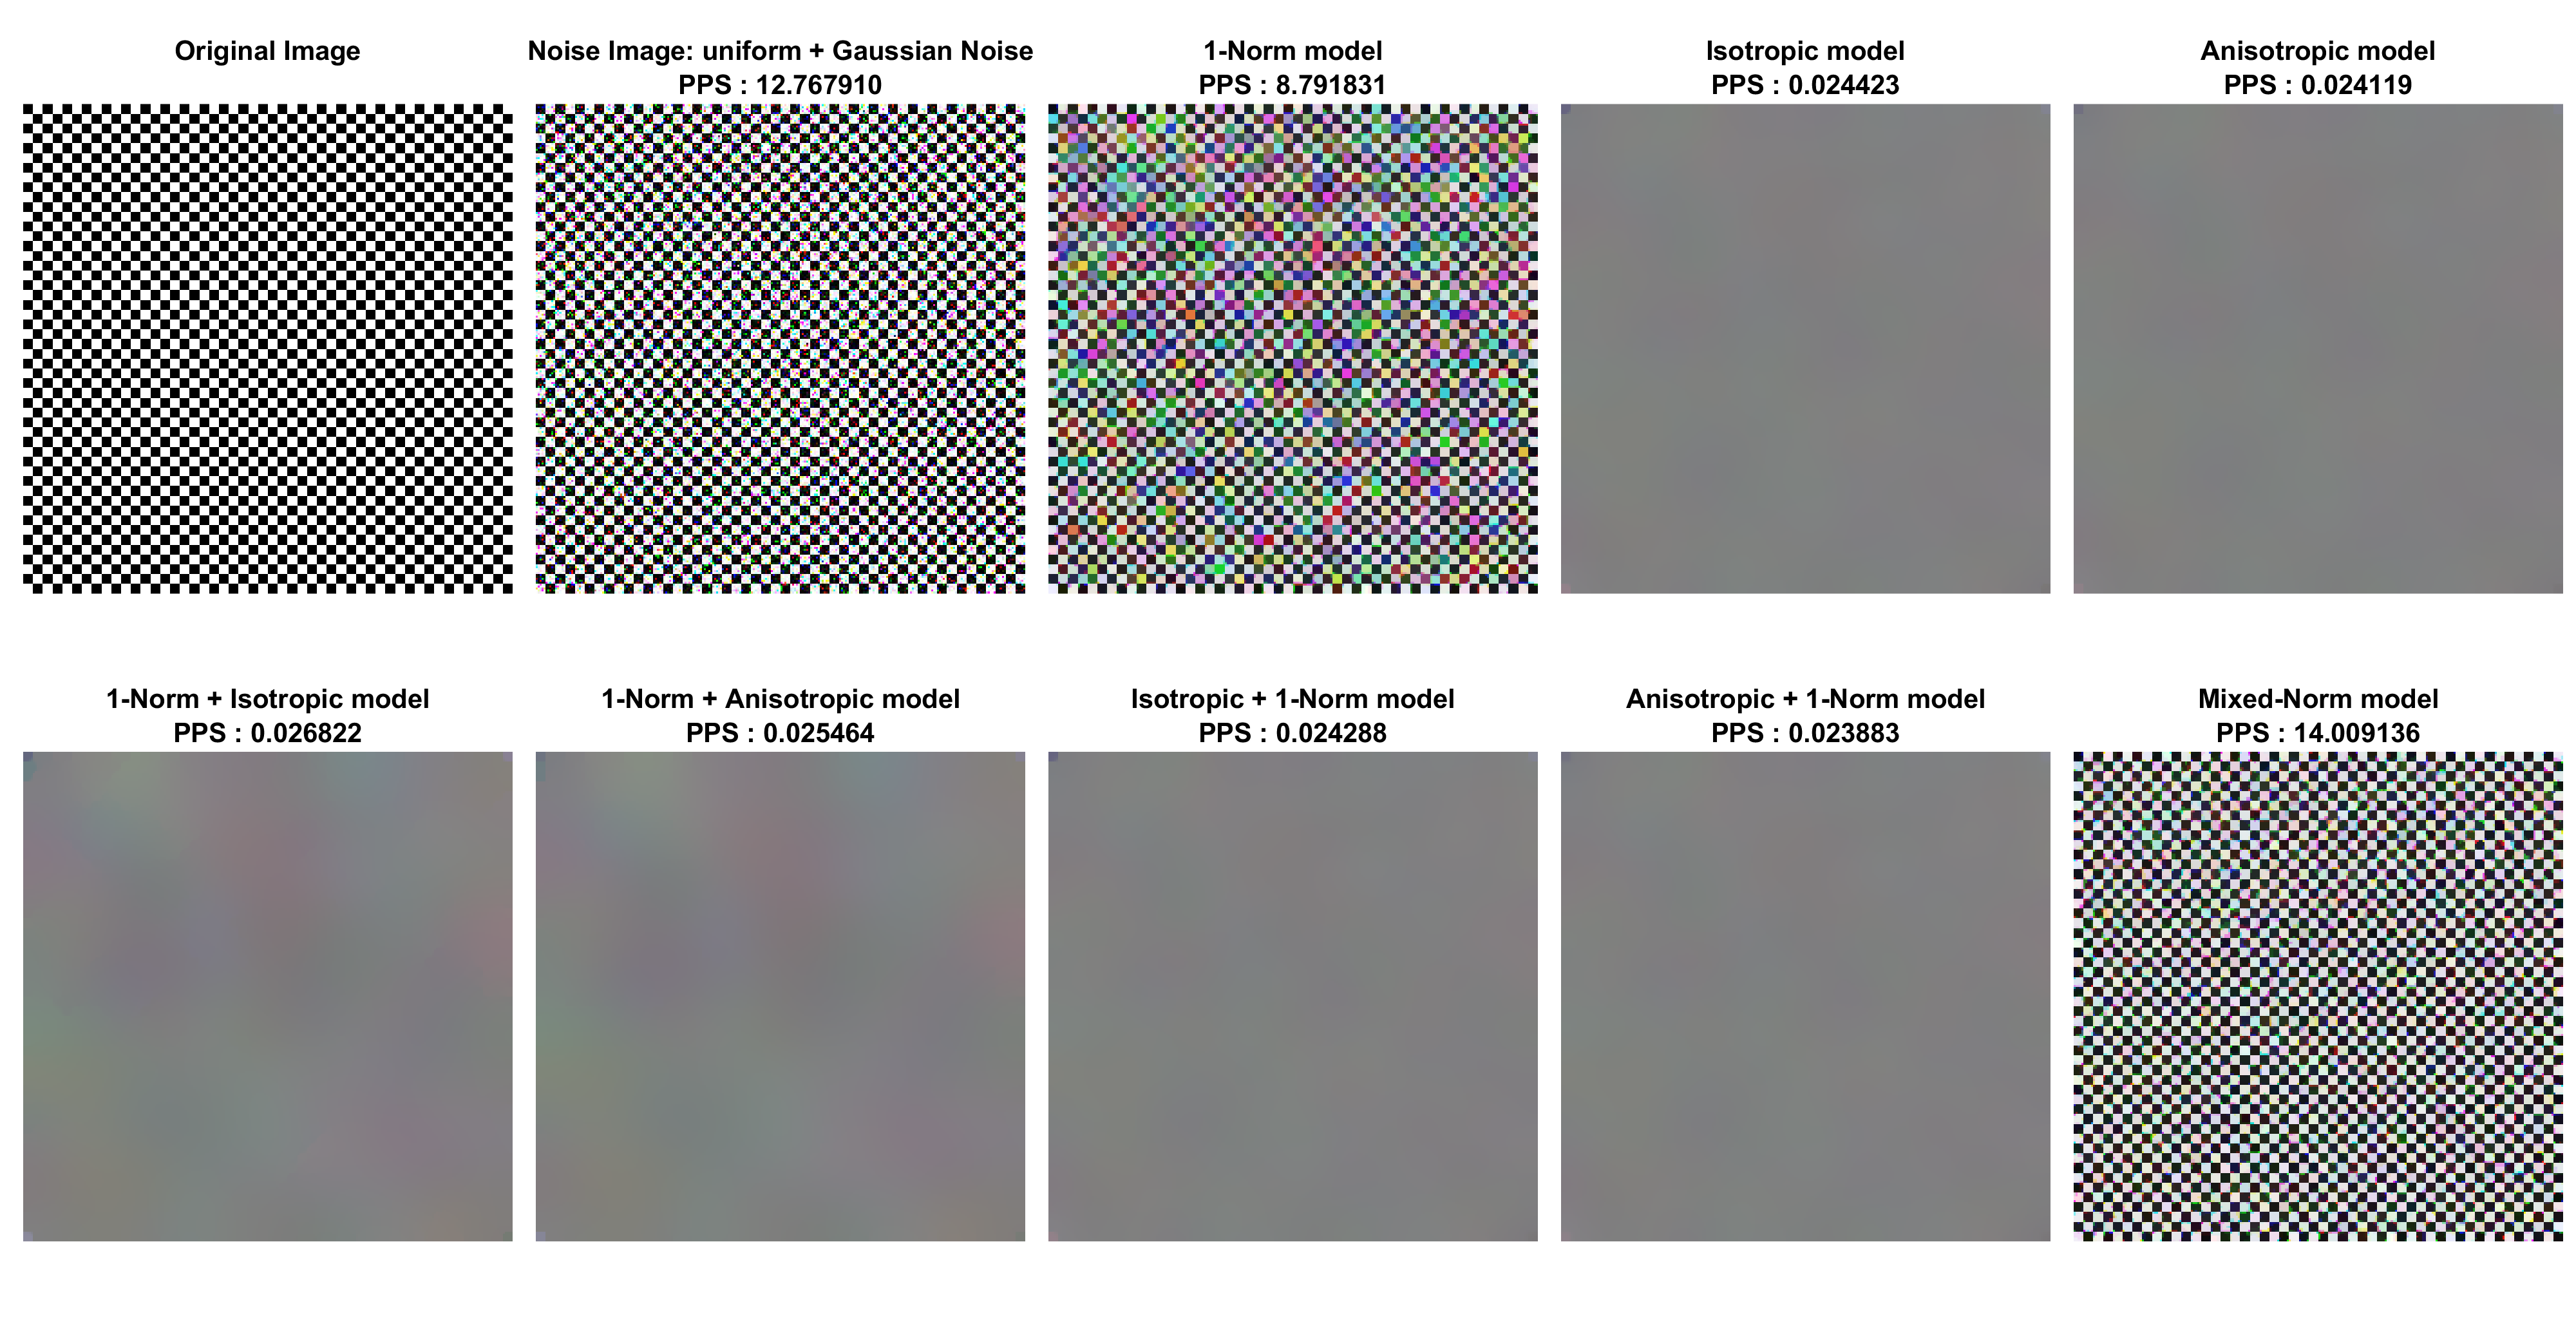 Original Image
Noise Image: uniform + Gaussian Noise
PPS : 12.767910
1-Norm model
PPS : 8.791831
Isotropic model
PPS : 0.024423
Anisotropic model
PPS : 0.024119
1-Norm + Isotropic model
PPS : 0.026822
1-Norm + Anisotropic model
PPS : 0.025464
Isotropic + 1-Norm model
PPS : 0.024288
Anisotropic + 1-Norm model
PPS : 0.023883
Mixed-Norm model
PPS : 14.009136